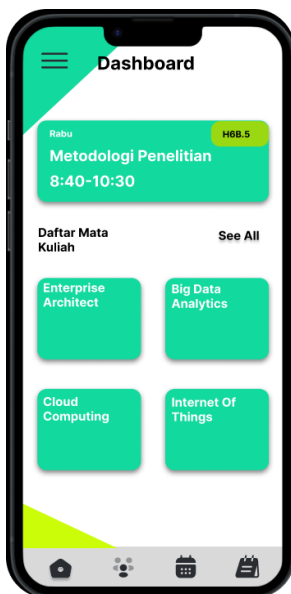 Dashboard
Rabu
H6B.5
Metodologi Penelitian
8:40-10:30
Daftar Mata
Kuliah
See All
Enterprise
Architect
Big Data
Analytics
Cloud
Computing
Internet Of
Things